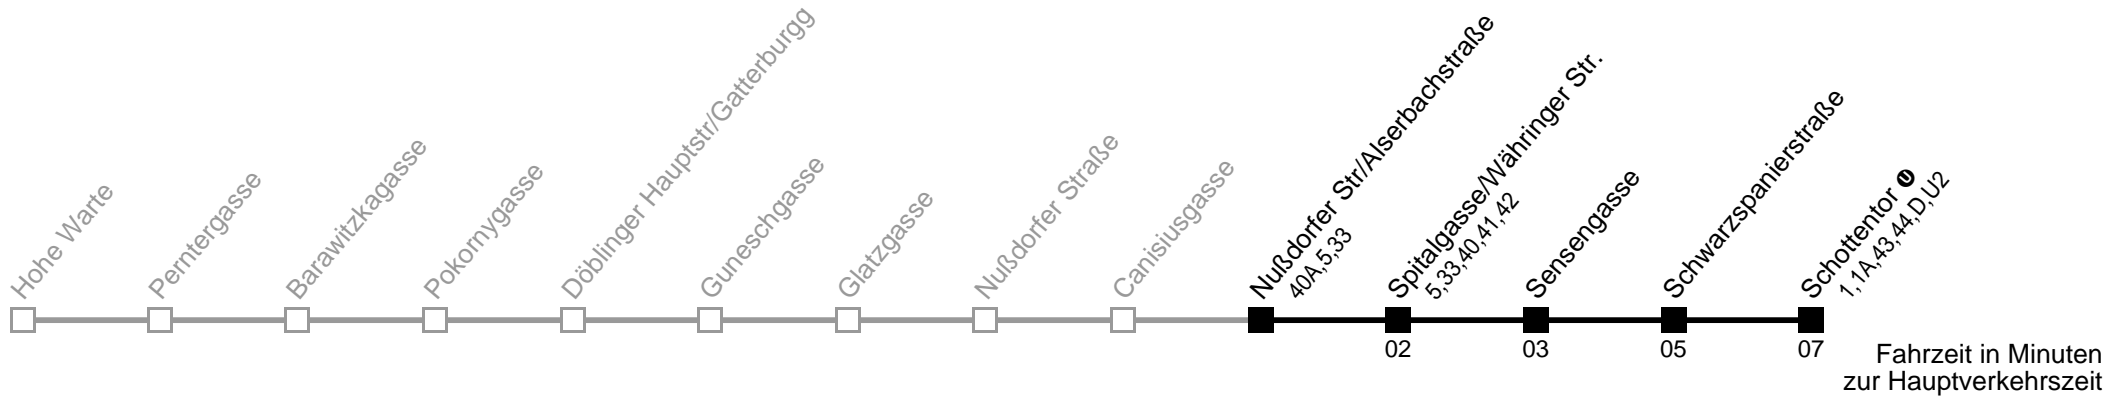 Hohe Warte
Perntergasse
Barawitzkagasse
Pokornygasse
Döblinger Hauptstr/Gatterburgg
Guneschgasse
Glatzgasse
Nußdorfer Straße
Canisiusgasse
Nußdorfer Str/Alserbachstraße
40A,5,33
Spitalgasse/Währinger Str.
5,33,40,41,42
Sensengasse
Schwarzspanierstraße
Schottentor U
1,1A,43,44,D,U2
02 03 05 07
Fahrzeit in Minuten
zur Hauptverkehrszeit